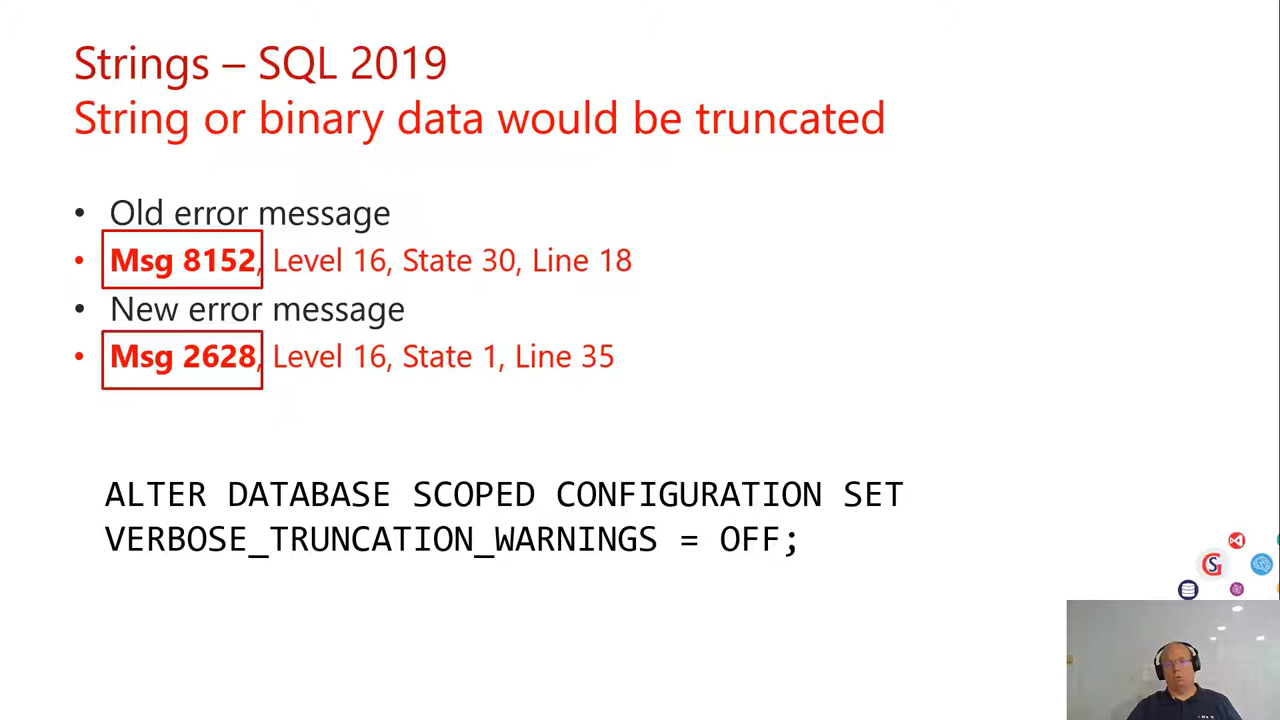 Strings – SQL 2019
String or binary data would be truncated
• Old error message
• Msg 8152, Level 16, State 30, Line 18
• New error message
• Msg 2628, Level 16, State 1, Line 35
ALTER DATABASE SCOPED CONFIGURATION SET
VERBOSE_TRUNCATION_WARNINGS = OFF;